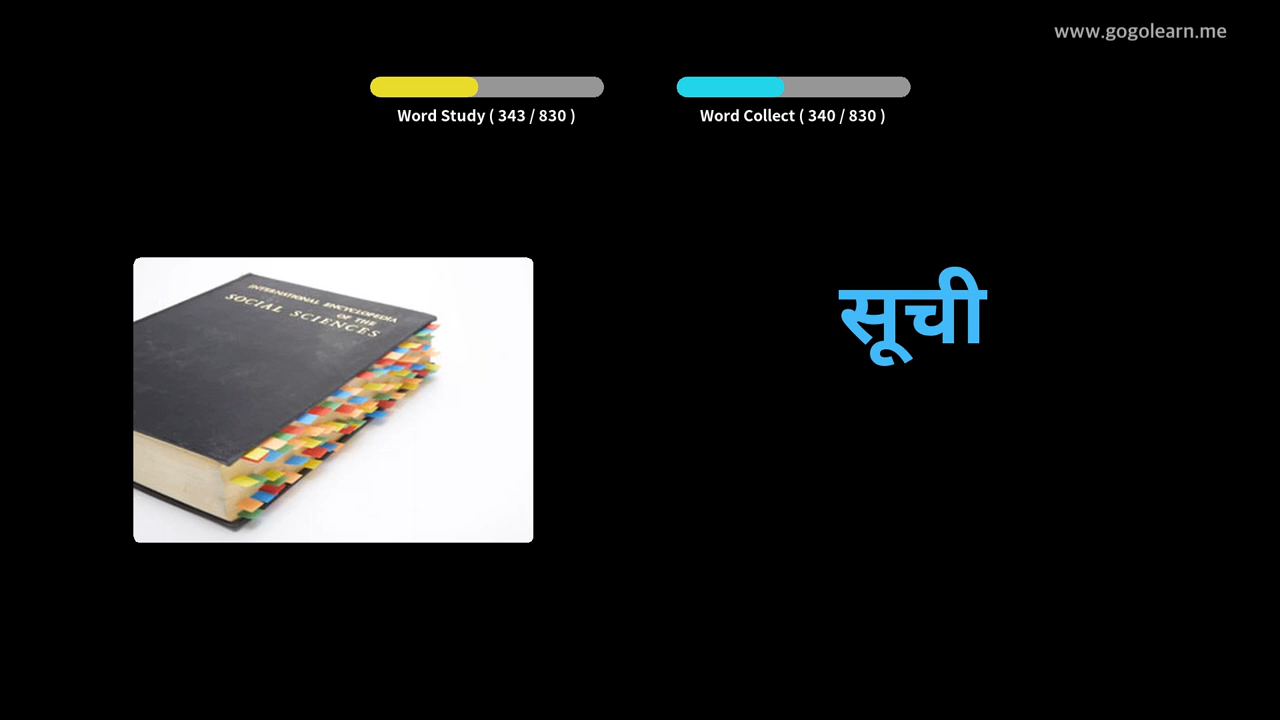 www.gogolearn.me
Word Study ( 343 / 830 )
Word Collect ( 340 / 830 )
INTERNATIONAL ENCYCLOPEDIA
OF THE
SOCIAL SCIENCES
सूची